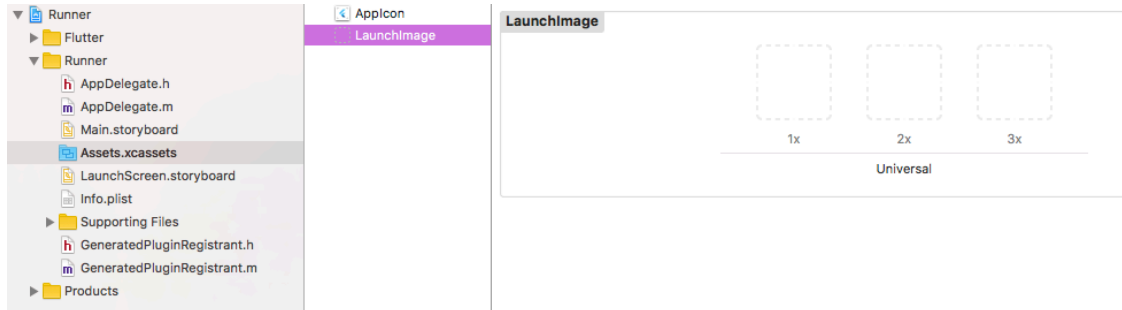 Runner
Flutter
Runner
AppDelegate.h
AppDelegate.m
Main.storyboard
Assets.xcassets
LaunchScreen.storyboard
Info.plist
Supporting Files
GeneratedPluginRegistrant.h
GeneratedPluginRegistrant.m
Products
AppIcon
LaunchImage
LaunchImage
1x 2x 3x
Universal